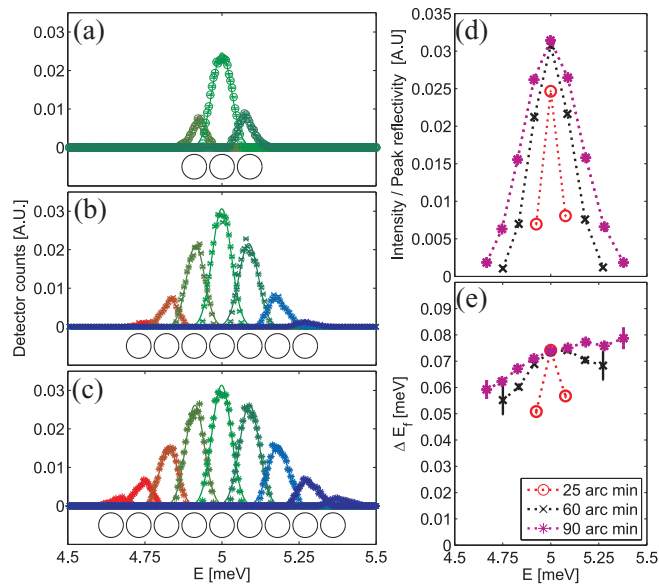 (a)
0.03
0.02
0.01
0
(b)
0.03
0.02
0.01
0
(c)
0.03
0.02
0.01
0
Detector counts [A.U.]
4.5 4.75 5 5.25 5.5
E [meV]
(d)
0.035
0.03
0.025
0.02
0.015
0.01
0.005
0
Intensity / Peak reflectivity [A.U]
(e)
0.09
0.08
0.07
0.06
0.05
0.04
0.03
0.02
0.01
0
Δ E_f [meV]
25 arc min
60 arc min
90 arc min
4.5 4.75 5 5.25 5.5
E [meV]